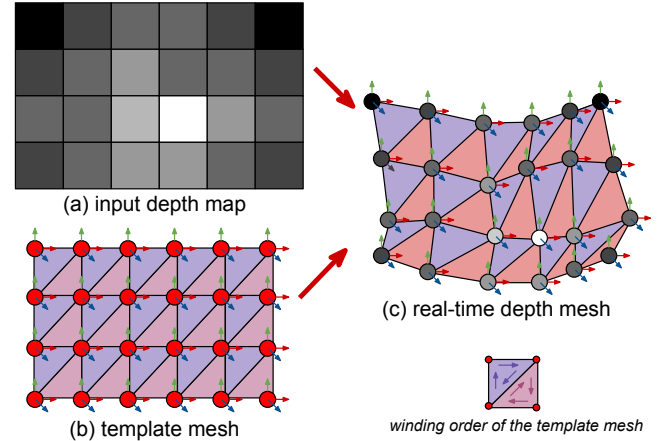 (a) input depth map
(b) template mesh
(c) real-time depth mesh
winding order of the template mesh